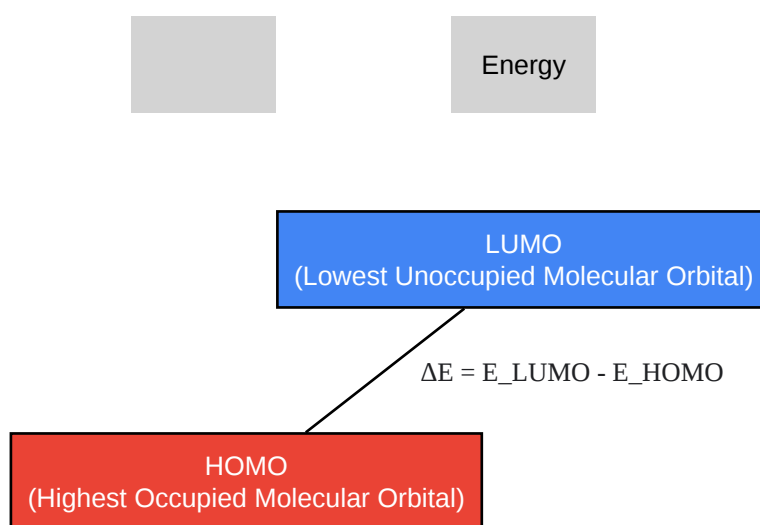 Energy
LUMO
(Lowest Unoccupied Molecular Orbital)
ΔE = E_LUMO - E_HOMO
HOMO
(Highest Occupied Molecular Orbital)